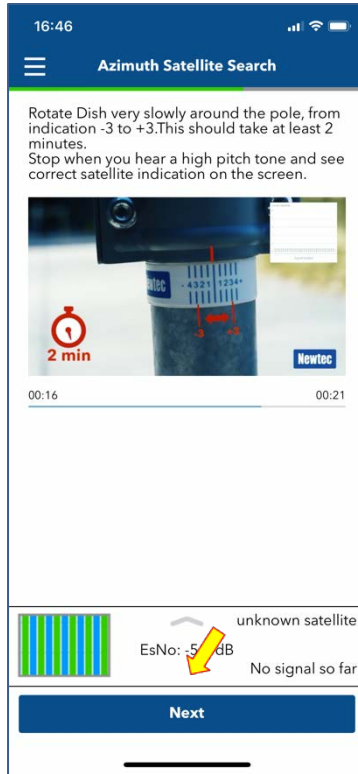 16:46
Azimuth Satellite Search
Rotate Dish very slowly around the pole, from
indication -3 to +3.This should take at least 2
minutes.
Stop when you hear a high pitch tone and see
correct satellite indication on the screen.
- 4321 1234+
-3 +3
2 min
Newtec
00:16 00:21
unknown satellite
EsNo: dB
No signal so far
Next